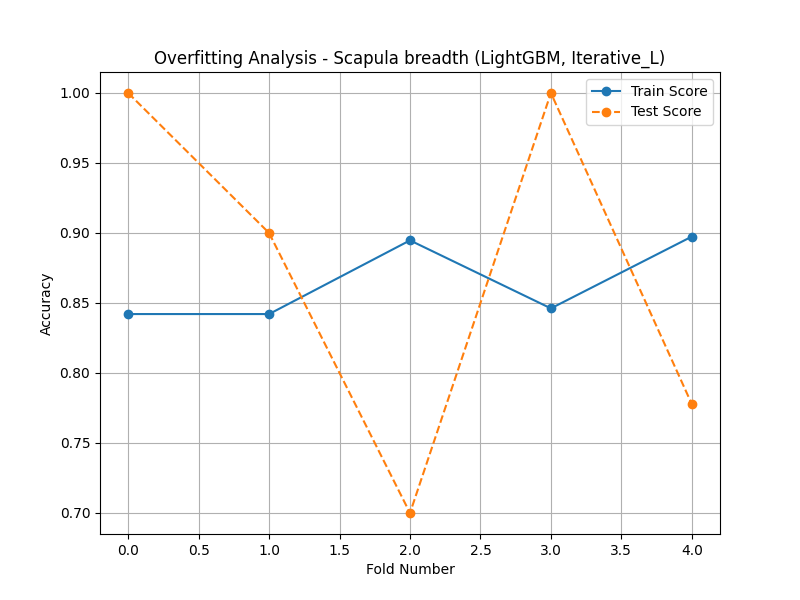 Overfitting Analysis - Scapula breadth (LightGBM, Iterative_L)
Train Score
Test Score
1.00
0.95
0.90
0.85
0.80
0.75
0.70
Accuracy
0.0 0.5 1.0 1.5 2.0 2.5 3.0 3.5 4.0
Fold Number